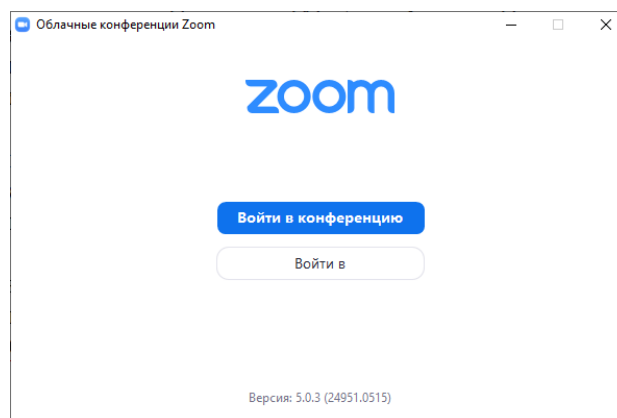 Облачные конференции Zoom
zoom
Войти в конференцию
Войти в
Версия: 5.0.3 (24951.0515)